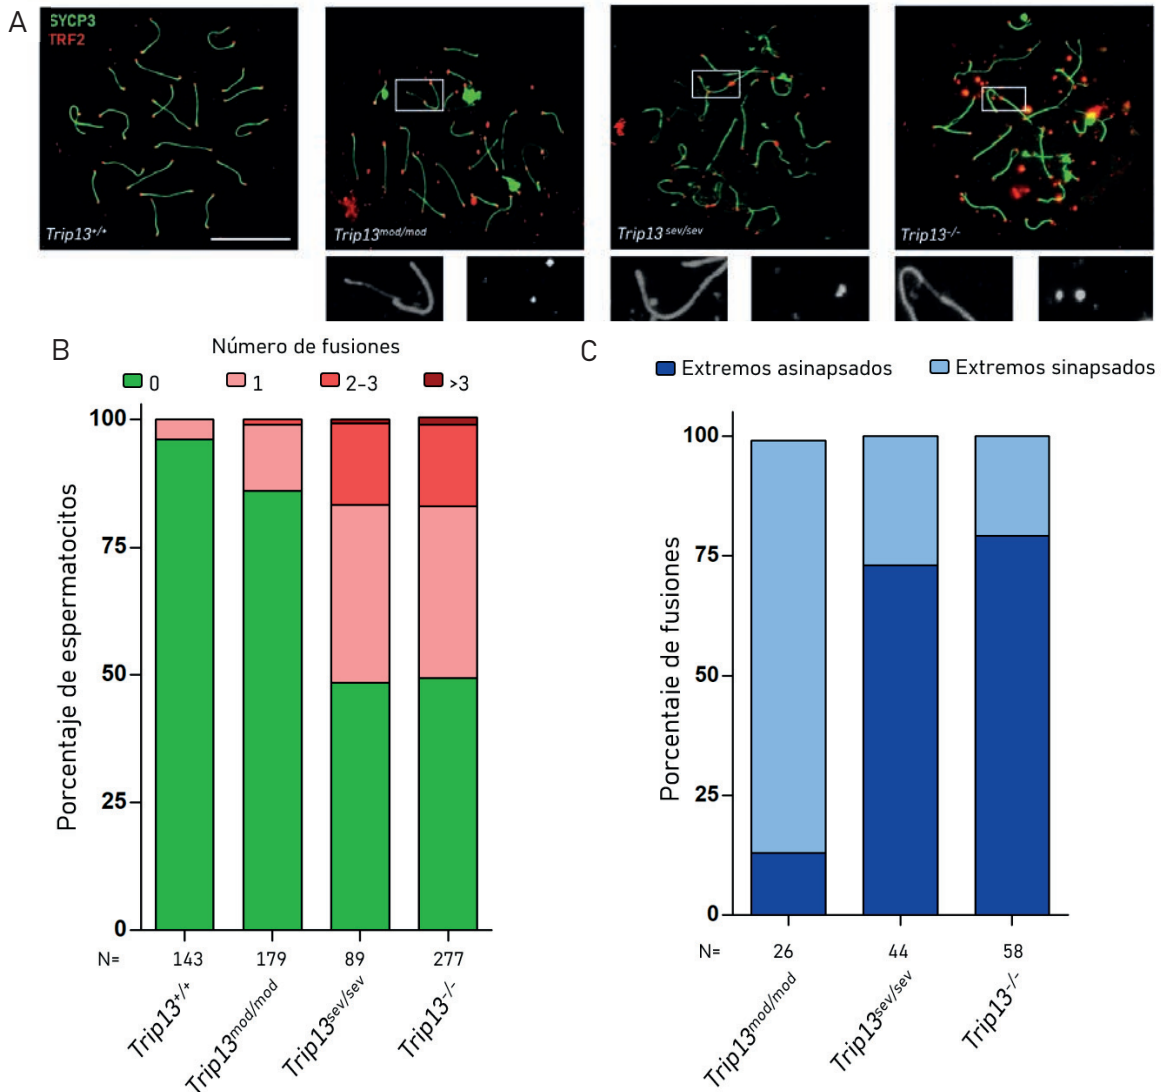 A
SYCP3
TRF2
Trip13+/+
Trip13mod/mod
Trip13sev/sev
Trip13-/-
B
Número de fusiones
0
1
2-3
>3
Porcentaje de espermatocitos
100
75
50
25
0
N= 143 179 89 277
Trip13+/+
Trip13mod/mod
Trip13sev/sev
Trip13-/-
C
Extremos asinapsados
Extremos sinapsados
Porcentaie de fusiones
100
75
50
25
0
N= 26 44 58
Trip13mod/mod
Trip13sev/sev
Trip13-/-